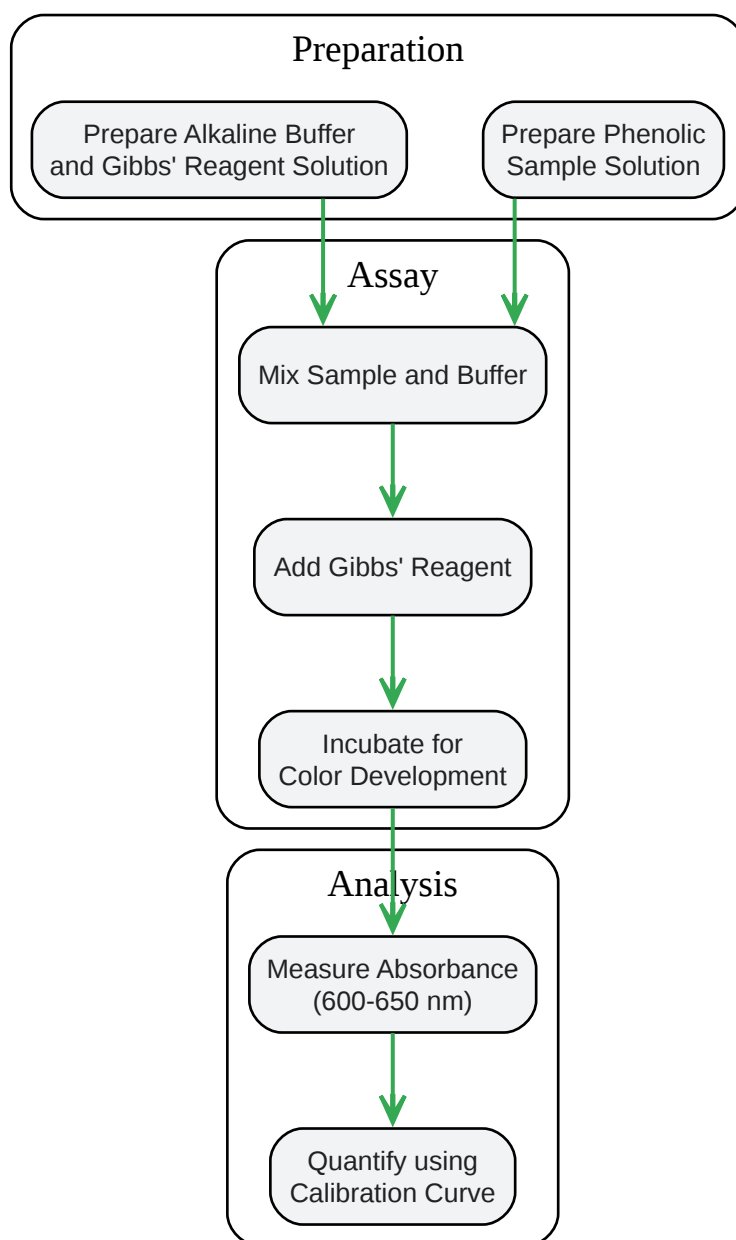 Preparation
Prepare Alkaline Buffer
and Gibbs' Reagent Solution
Prepare Phenolic
Sample Solution
Assay
Mix Sample and Buffer
Add Gibbs' Reagent
Incubate for
Color Development
Analysis
Measure Absorbance
(600-650 nm)
Quantify using
Calibration Curve